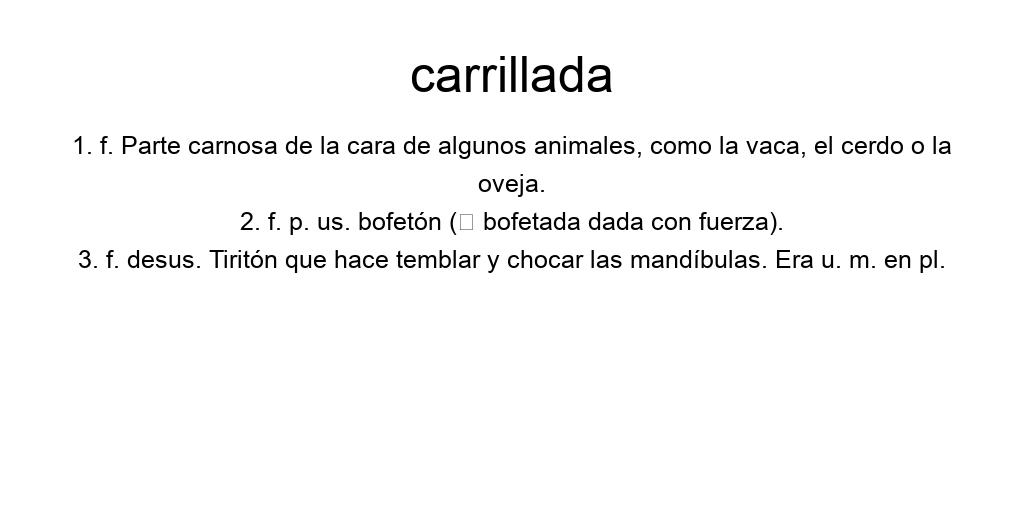 carrillada
1. f. Parte carnosa de la cara de algunos animales, como la vaca, el cerdo o la
oveja.
2. f. p. us. bofetón (□ bofetada dada con fuerza).
3. f. desus. Tiritón que hace temblar y chocar las mandíbulas. Era u. m. en pl.